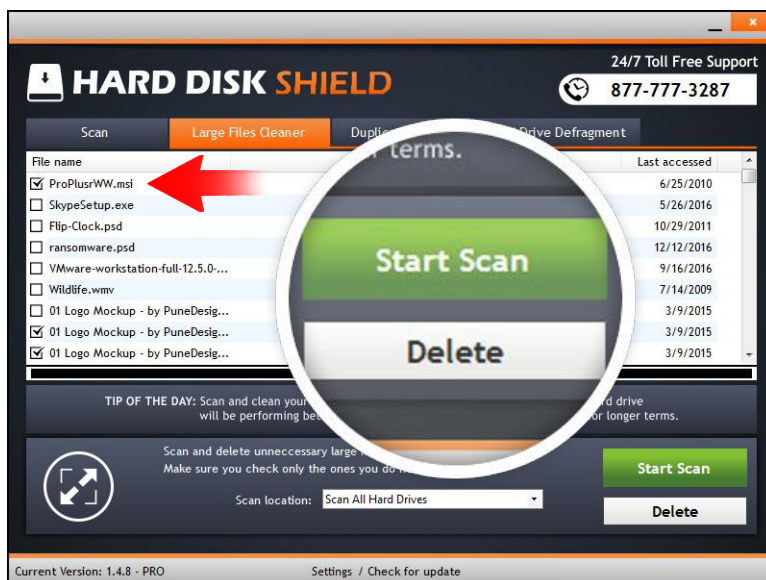 24/7 Toll Free Support
HARD DISK SHIELD
877-777-3287
Scan
Large Files Cleaner
Drive Defragment
terms.
File name
Last accessed
ProPlusrWW.msi
6/25/2010
SkypeSetup.exe
5/26/2016
Flip-Clock.psd
10/29/2011
ransomware.psd
12/12/2016
VMware-workstation-full-12.5.0-...
9/16/2016
Wildlife.wmv
7/14/2009
01 Logo Mockup - by PuneDesig...
3/9/2015
01 Logo Mockup - by PuneDesig...
3/9/2015
01 Logo Mockup - by PuneDesig...
3/9/2015
Start Scan
Delete
TIP OF THE DAY: Scan and clean your
drive
will be performing
or longer terms.
Scan and delete unneccessary large
Make sure you check only the ones you do
Scan location:
Scan All Hard Drives
Start Scan
Delete
Current Version: 1.4.8 - PRO
Settings / Check for update